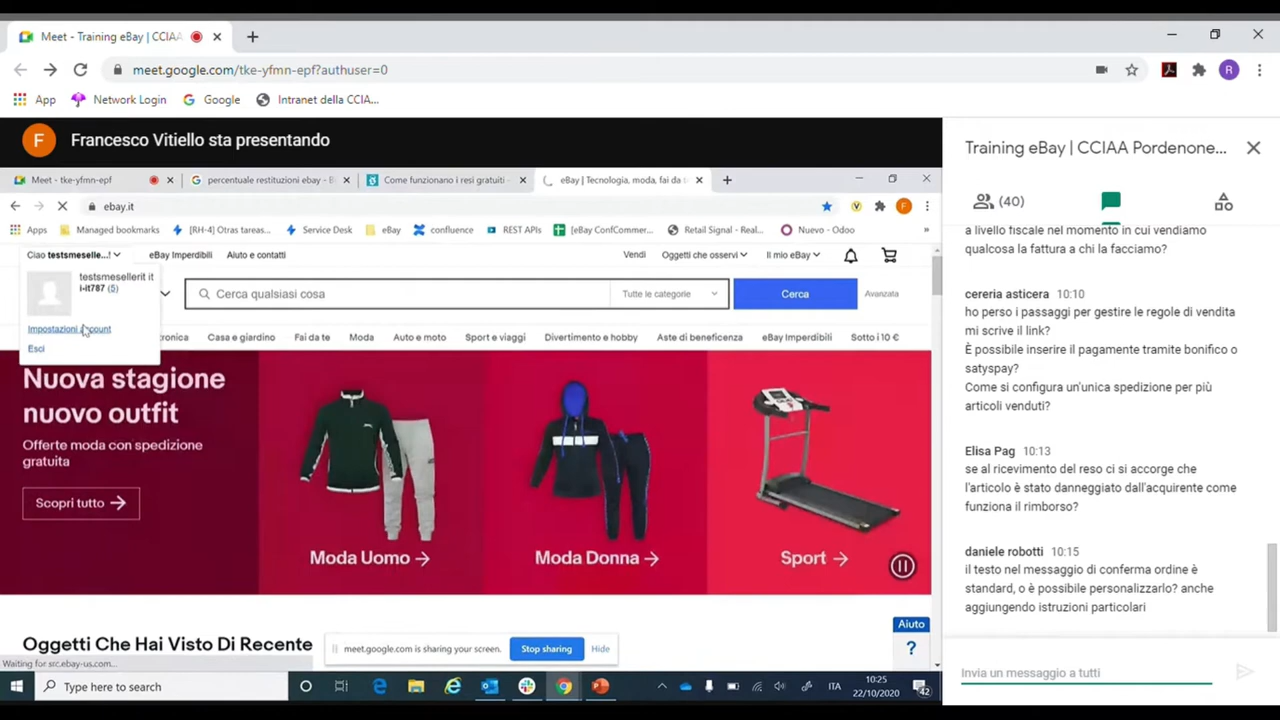 Meet - Training eBay | CCIAA
meet.google.com/tke-yfmn-epf?authuser=0
R
App
Network Login
Google
Intranet della CCIA...
F
Francesco Vitiello sta presentando
Meet - tke-yfmn-epf
percentuale restituzioni ebay - B
Come funzionano i resi gratuiti
eBay | Tecnologia, moda, fai da t
ebay.it
V
F
Apps
Managed bookmarks
[RH-4] Otras tareas...
Service Desk
eBay
confluence
REST APIs
[eBay ConfCommer...
Retail Signal - Real...
Nuevo - Odoo
»
Ciao testsmeselle...!
eBay Imperdibili
Aiuto e contatti
Vendi
Oggetti che osservi
Il mio eBay
testsmesellerit it
i-it787 (5)
Impostazioni account
Esci
Cerca qualsiasi cosa
Tutte le categorie
Cerca
Avanzata
tronica
Casa e giardino
Fai da te
Moda
Auto e moto
Sport e viaggi
Divertimento e hobby
Aste di beneficenza
eBay Imperdibili
Sotto i 10 €
Nuova stagione
nuovo outfit
Offerte moda con spedizione
gratuita
Scopri tutto
Moda Uomo
Moda Donna
Sport
Oggetti Che Hai Visto Di Recente
meet.google.com is sharing your screen.
Stop sharing
Hide
Aiuto
?
Waiting for src.ebay-us.com...
Type here to search
ITA
10:25
22/10/2020
42
Training eBay | CCIAA Pordenone...
(40)
a livello fiscale nel momento in cui vendiamo
qualcosa la fattura a chi la facciamo?
cereria asticera 10:10
ho perso i passaggi per gestire le regole di vendita
mi scrive il link?
È possibile inserire il pagamente tramite bonifico o
satyspay?
Come si configura un'unica spedizione per più
articoli venduti?
Elisa Pag 10:13
se al ricevimento del reso ci si accorge che
l'articolo è stato danneggiato dall'acquirente come
funziona il rimborso?
daniele robotti 10:15
il testo nel messaggio di conferma ordine è
standard, o è possibile personalizzarlo? anche
aggiungendo istruzioni particolari
Invia un messaggio a tutti